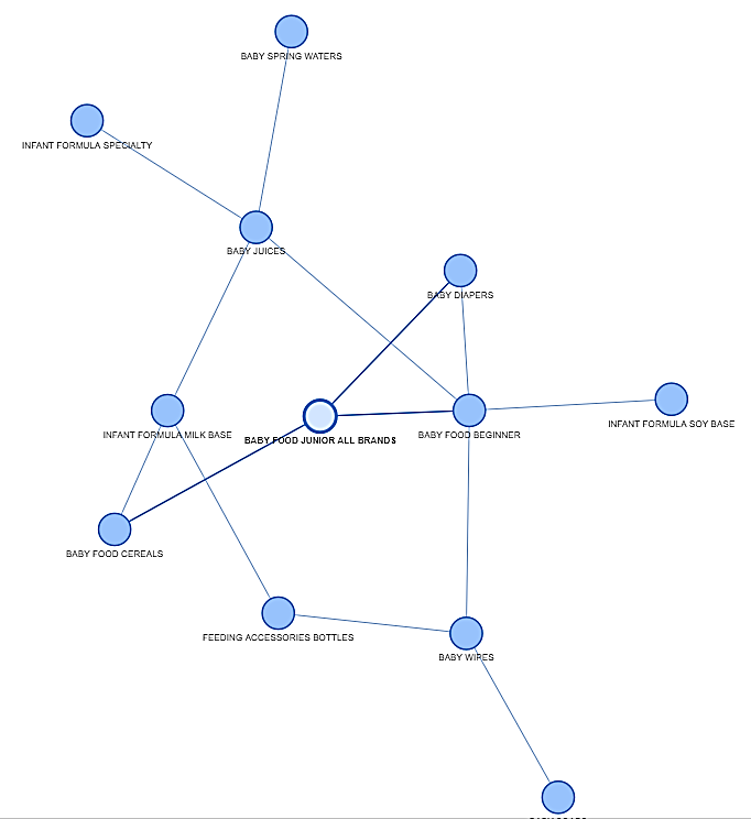 BABY SPRING WATERS
INFANT FORMULA SPECIALTY
BABY JUICES
BABY DIAPERS
INFANT FORMULA SOY BASE
INFANT FORMULA MILK BASE
BABY FOOD JUNIOR ALL BRANDS
BABY FOOD BEGINNER
BABY FOOD CEREALS
FEEDING ACCESSORIES BOTTLES
BABY WIPES